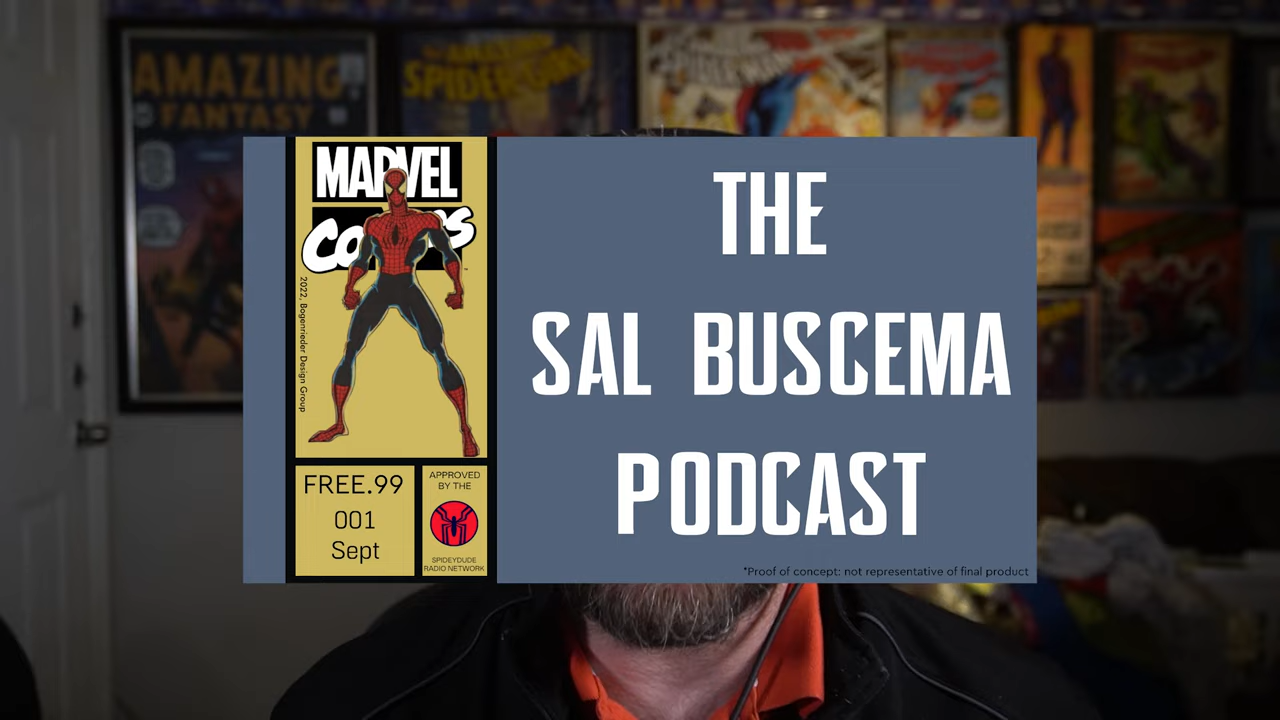 AMAZING
FANTASY
SPIDER-MAN
MARVEL
COMICS
2022, Bogenrieder Design Group
FREE.99
001
Sept
APPROVED
BY THE
SPIDEYDUDE
RADIO NETWORK
THE
SAL BUSCEMA
PODCAST
*Proof of concept: not representative of final product